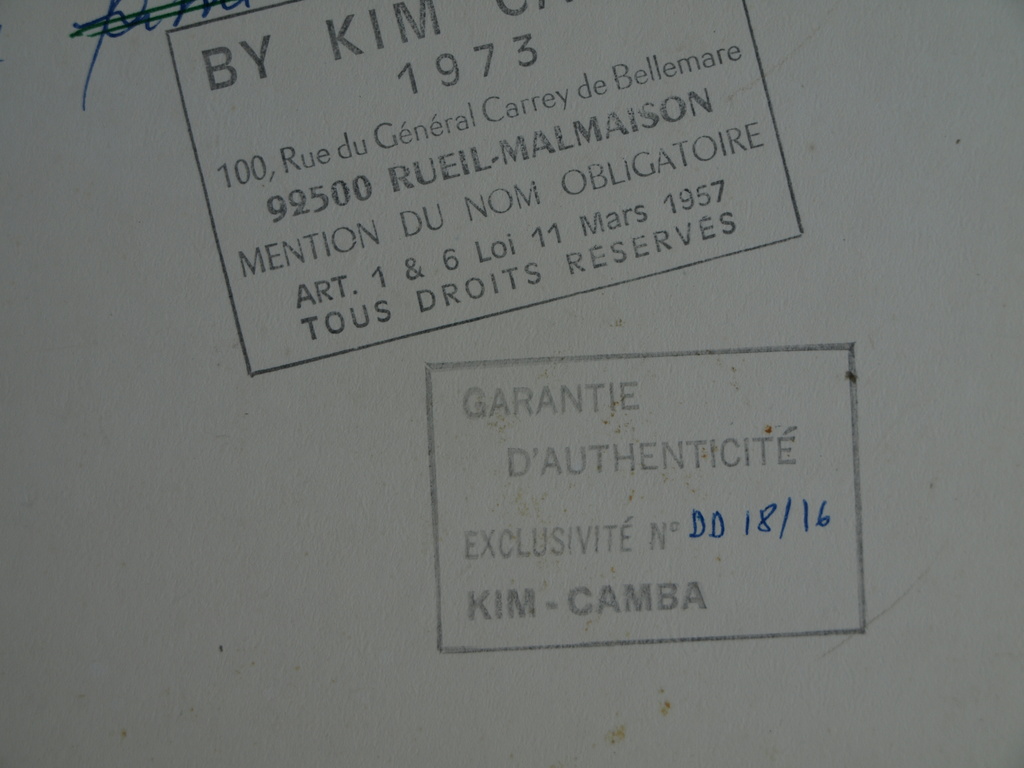 BY KIM
1973
100, Rue du Général Carrey de Bellemare
92500 RUEIL-MALMAISON
MENTION DU NOM OBLIGATOIRE
ART. 1 & 6 Loi 11 Mars 1957
TOUS DROITS RÉSERVÉS
GARANTIE
D'AUTHENTICITÉ
EXCLUSIVITÉ N° DD 18/16
KIM - CAMBA